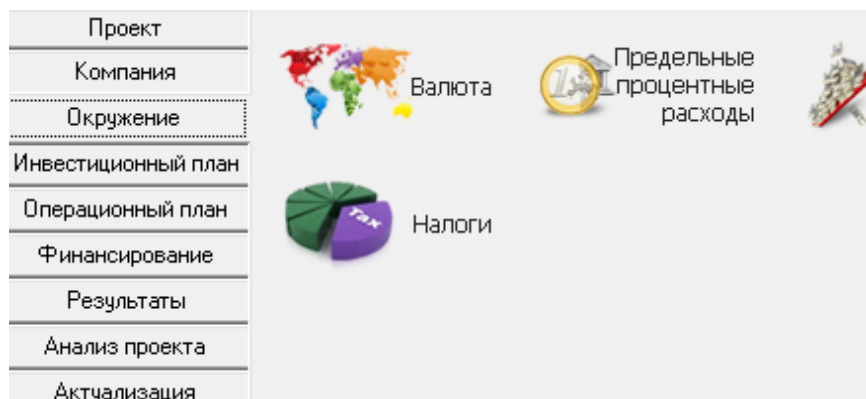 Проект
Компания
Окружение
Инвестиционный план
Операционный план
Финансирование
Результаты
Анализ проекта
Актуализация
Валюта
Предельные
процентные
расходы
Tax
Налоги